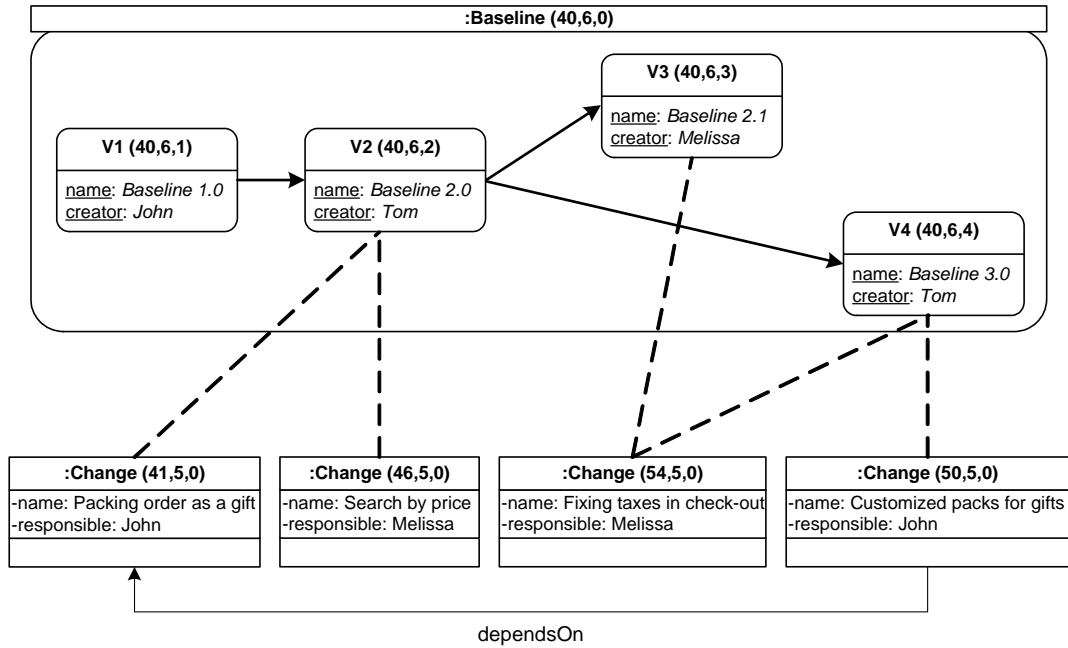 :Baseline (40,6,0)
V3 (40,6,3)
name: Baseline 2.1
creator: Melissa
V1 (40,6,1)
name: Baseline 1.0
creator: John
V2 (40,6,2)
name: Baseline 2.0
creator: Tom
V4 (40,6,4)
name: Baseline 3.0
creator: Tom
:Change (41,5,0)
-name: Packing order as a gift
-responsible: John
:Change (46,5,0)
-name: Search by price
-responsible: Melissa
:Change (54,5,0)
-name: Fixing taxes in check-out
-responsible: Melissa
:Change (50,5,0)
-name: Customized packs for gifts
-responsible: John
dependsOn